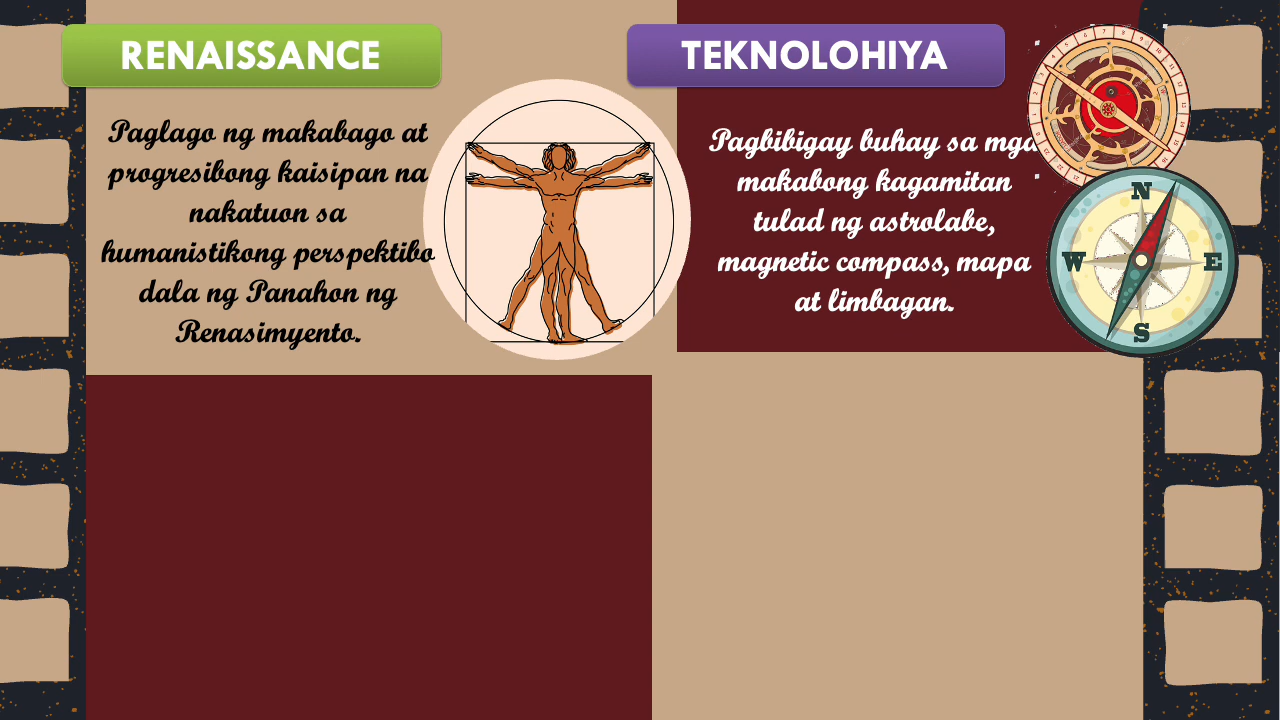 RENAISSANCE
Paglago ng makabago at
progresibong kaisipan na
nakatuon sa
humanistikong perspektibo
dala ng Panahon ng
Renasimyento.
TEKNOLOHIYA
Pagbibigay buhay sa mga
makabong kagamitan
tulad ng astrolabe,
magnetic compass, mapa
at limbagan.
N
W E
S